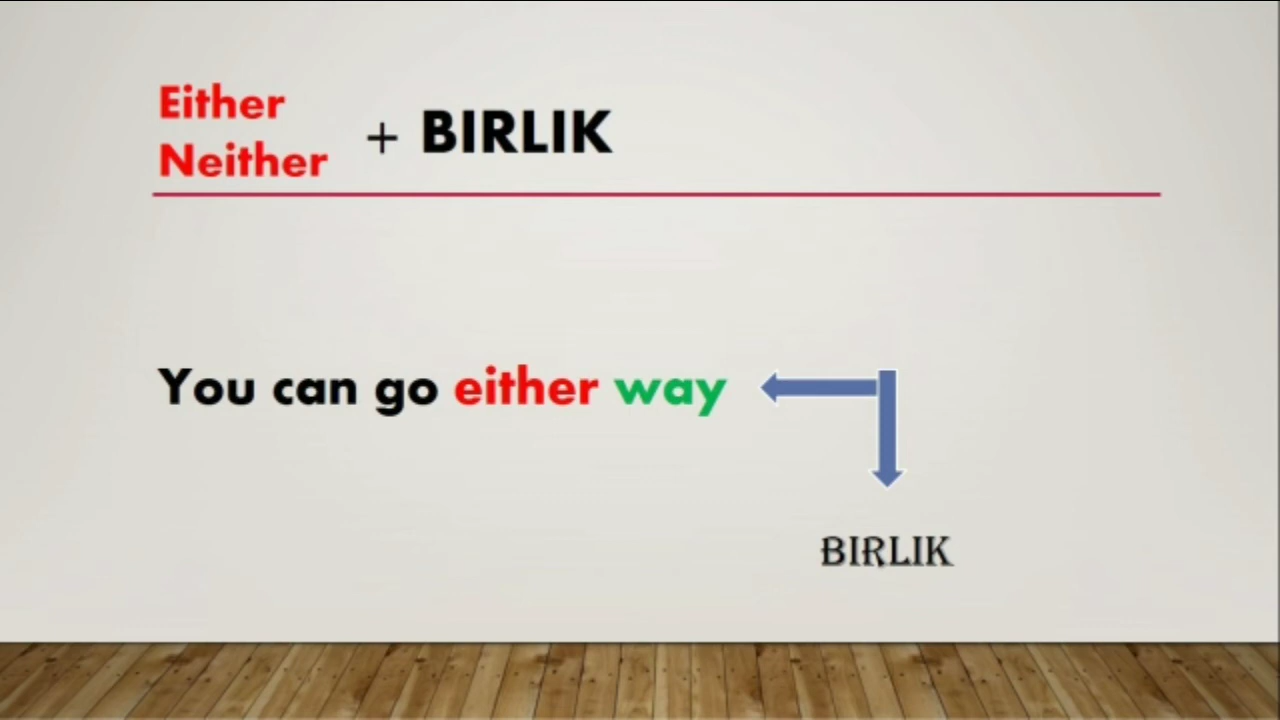 Either
Neither
+ BIRLIK
You can go either way
BIRLIK